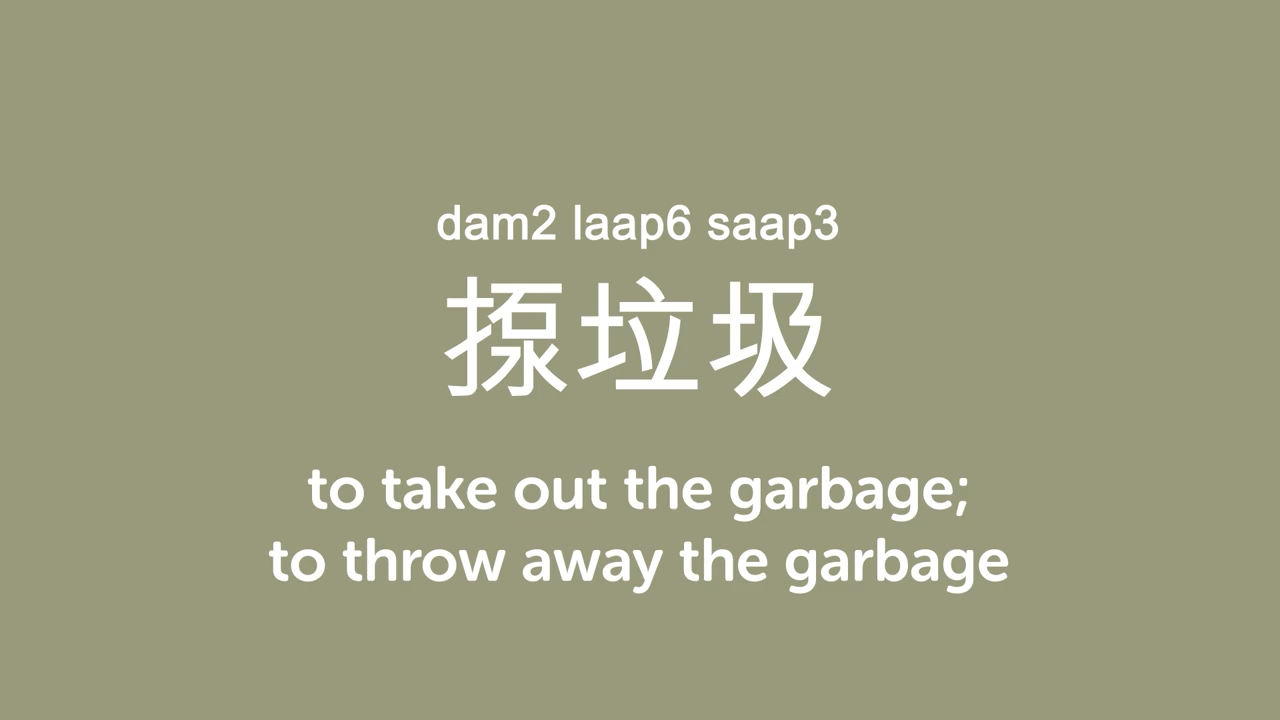 dam2 laap6 saap3
揼垃圾
to take out the garbage;
to throw away the garbage